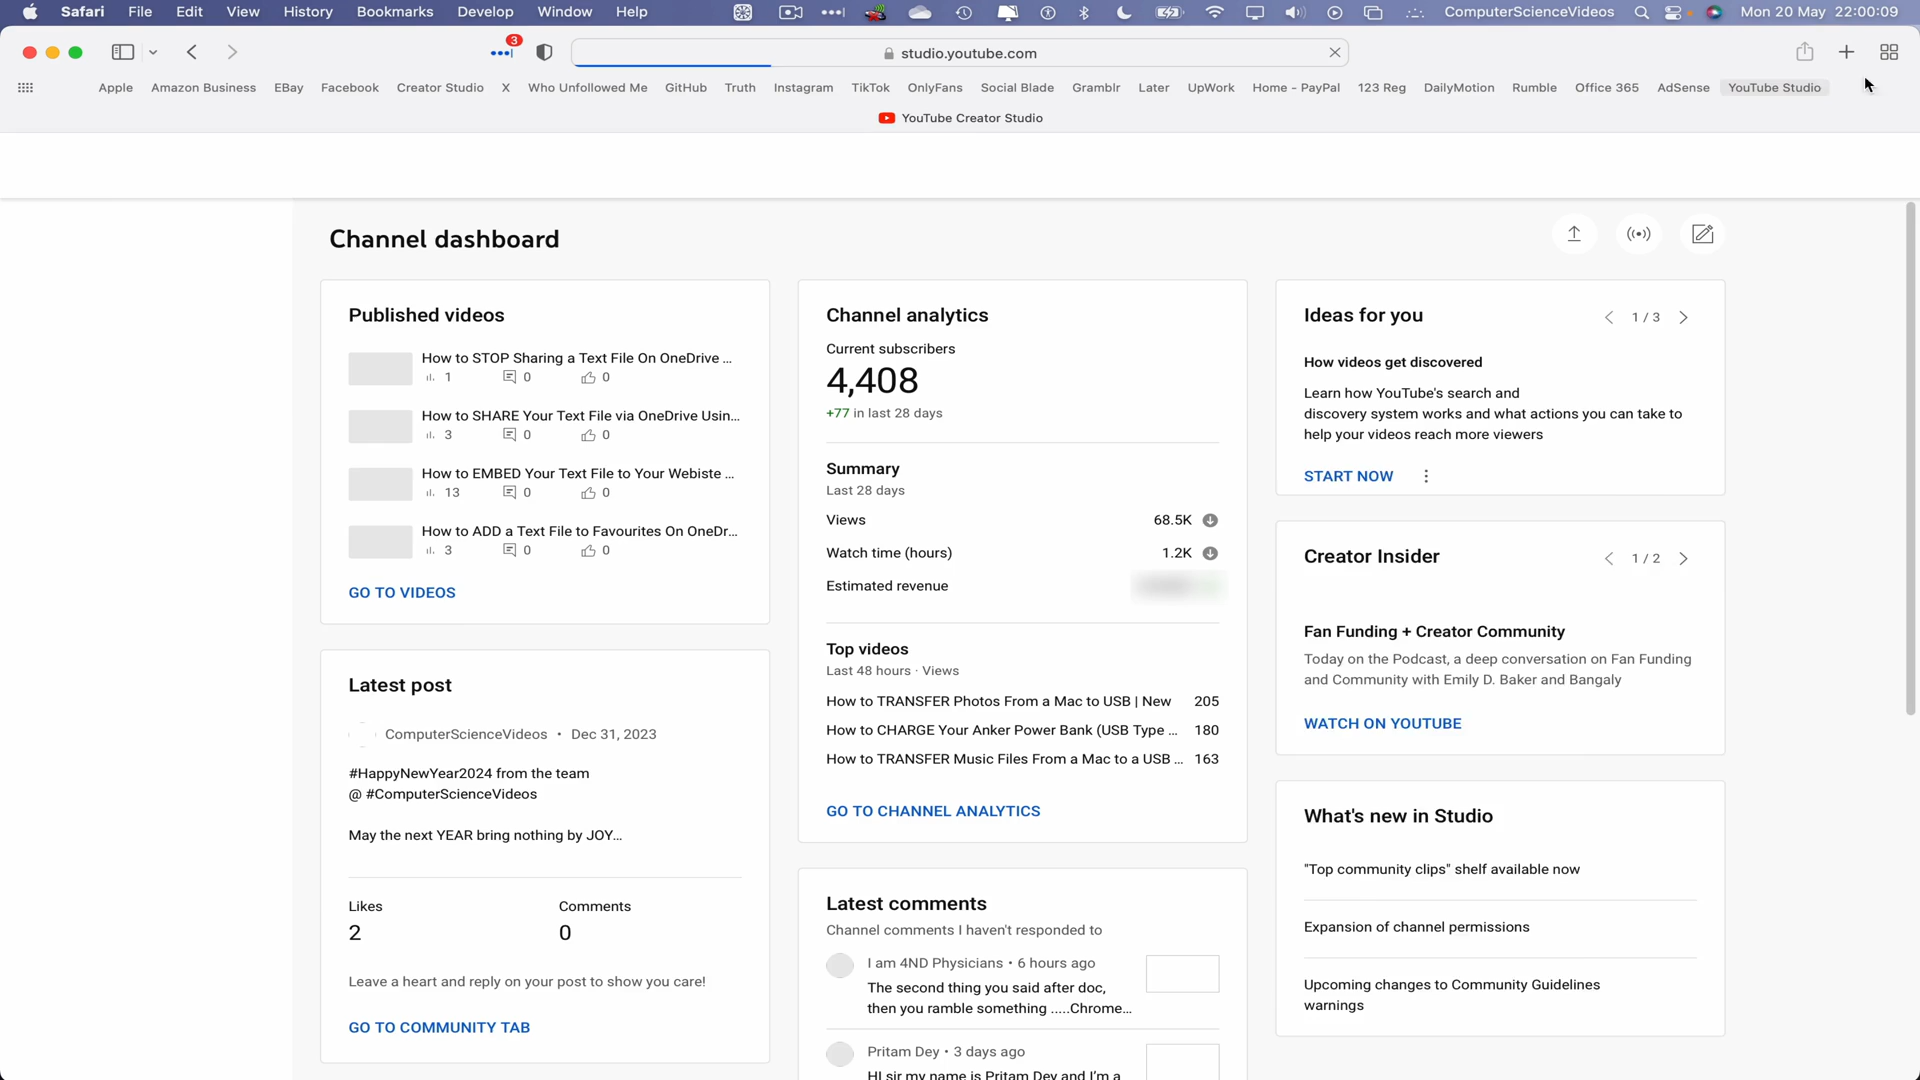 Safari File Edit View History Bookmarks Develop Window Help ComputerScienceVideos Mon 20 May 22:00:09
3
studio.youtube.com
Apple Amazon Business EBay Facebook Creator Studio X Who Unfollowed Me GitHub Truth Instagram TikTok OnlyFans Social Blade Gramblr Later UpWork Home - PayPal 123 Reg DailyMotion Rumble Office 365 AdSense YouTube Studio
YouTube Creator Studio
Channel dashboard
Published videos
How to STOP Sharing a Text File On OneDrive ...
1 0 0
How to SHARE Your Text File via OneDrive Usin...
3 0 0
How to EMBED Your Text File to Your Webiste ...
13 0 0
How to ADD a Text File to Favourites On OneDr...
3 0 0
GO TO VIDEOS
Latest post
ComputerScienceVideos • Dec 31, 2023
#HappyNewYear2024 from the team
@ #ComputerScienceVideos
May the next YEAR bring nothing by JOY...
Likes Comments
2 0
Leave a heart and reply on your post to show you care!
GO TO COMMUNITY TAB
Channel analytics
Current subscribers
4,408
+77 in last 28 days
Summary
Last 28 days
Views 68.5K
Watch time (hours) 1.2K
Estimated revenue
Top videos
Last 48 hours · Views
How to TRANSFER Photos From a Mac to USB | New 205
How to CHARGE Your Anker Power Bank (USB Type ... 180
How to TRANSFER Music Files From a Mac to a USB ... 163
GO TO CHANNEL ANALYTICS
Latest comments
Channel comments I haven't responded to
I am 4ND Physicians • 6 hours ago
The second thing you said after doc,
then you ramble something .....Chrome...
Pritam Dey • 3 days ago
HI sir my name is Pritam Dey and I'm a
Ideas for you
1 / 3
How videos get discovered
Learn how YouTube's search and
discovery system works and what actions you can take to
help your videos reach more viewers
START NOW
Creator Insider
1 / 2
Fan Funding + Creator Community
Today on the Podcast, a deep conversation on Fan Funding
and Community with Emily D. Baker and Bangaly
WATCH ON YOUTUBE
What's new in Studio
"Top community clips" shelf available now
Expansion of channel permissions
Upcoming changes to Community Guidelines
warnings